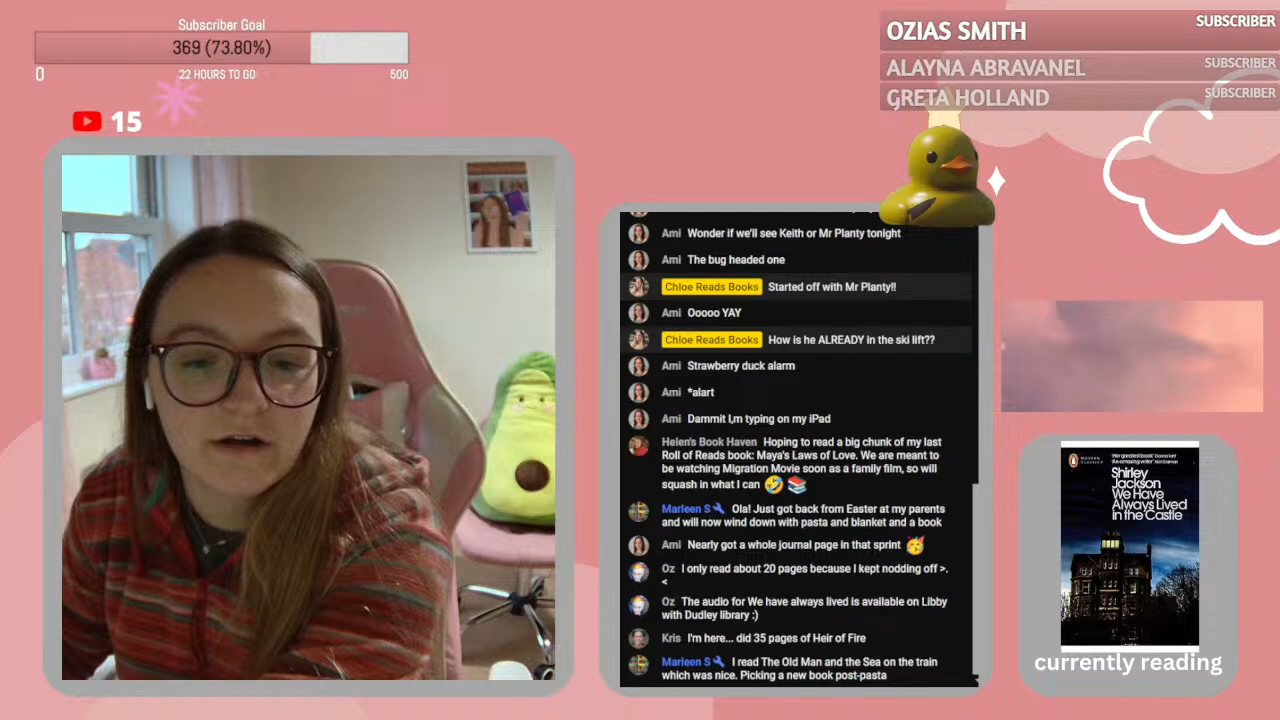 Subscriber Goal
369 (73.80%)
0
22 HOURS TO GO
500
15
OZIAS SMITH SUBSCRIBER
ALAYNA ABRAVANEL SUBSCRIBER
GRETA HOLLAND SUBSCRIBER
Ami Wonder if we'll see Keith or Mr Planty tonight
Ami The bug headed one
Chloe Reads Books Started off with Mr Planty!!
Ami Ooooo YAY
Chloe Reads Books How is he ALREADY in the ski lift??
Ami Strawberry duck alarm
Ami *alart
Ami Dammit I,m typing on my iPad
Helen's Book Haven Hoping to read a big chunk of my last
Roll of Reads book: Maya's Laws of Love. We are meant to
be watching Migration Movie soon as a family film, so will
squash in what I can 🤣 📚
Marleen S Ola! Just got back from Easter at my parents
and will now wind down with pasta and blanket and a book
Ami Nearly got a whole journal page in that sprint 🥳
Oz I only read about 20 pages because I kept nodding off >.
<
Oz The audio for We have always lived is available on Libby
with Dudley library :)
Kris I'm here... did 35 pages of Heir of Fire
Marleen S I read The Old Man and the Sea on the train
which was nice. Picking a new book post-pasta
Shirley
Jackson
We Have
Always Lived
in the Castle
currently reading